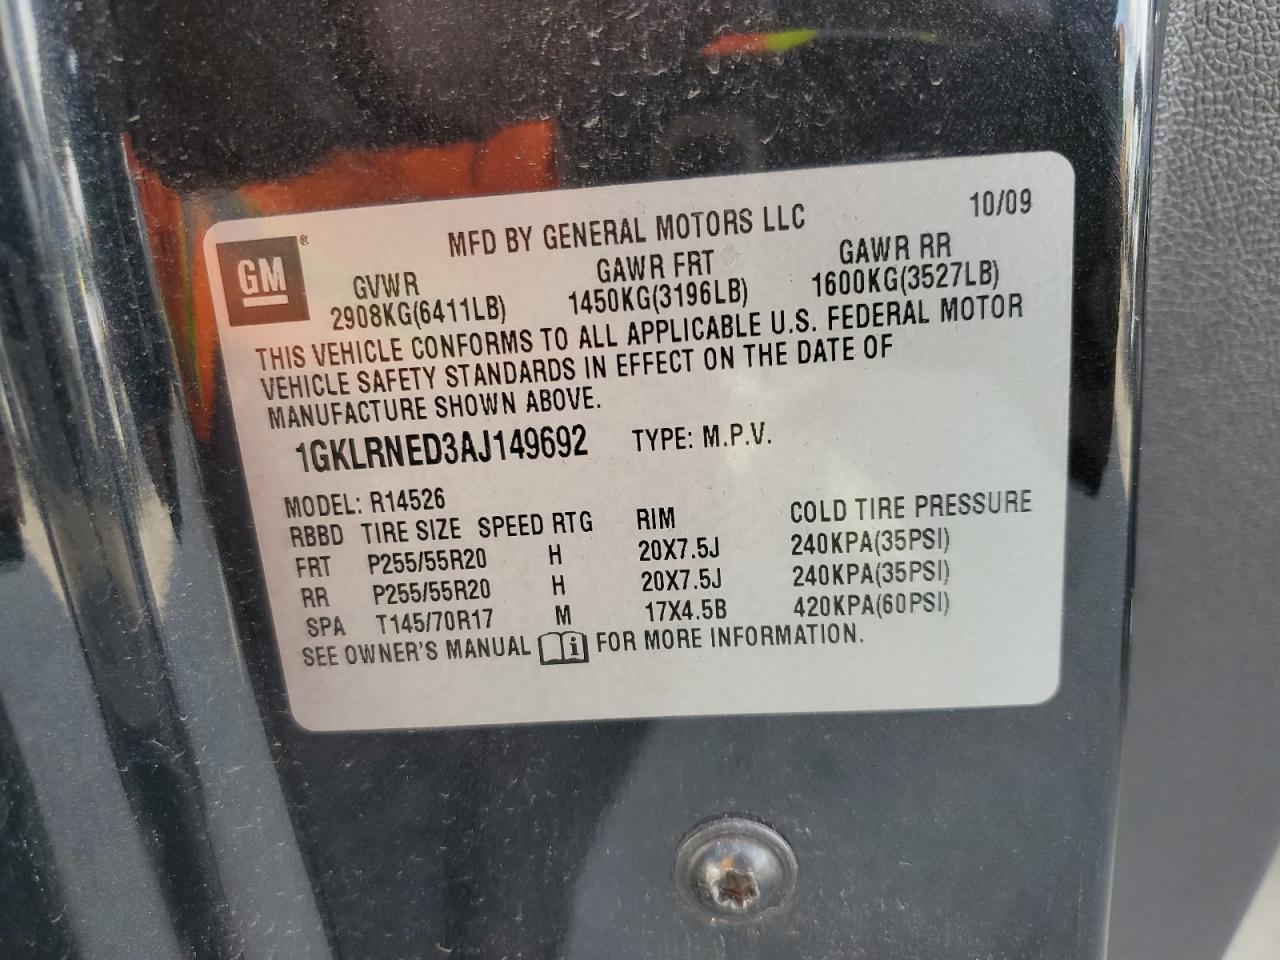 10/09
MFD BY GENERAL MOTORS LLC
GM®
GVWR GAWR FRT GAWR RR
2908KG(6411LB) 1450KG(3196LB) 1600KG(3527LB)
THIS VEHICLE CONFORMS TO ALL APPLICABLE U.S. FEDERAL MOTOR
VEHICLE SAFETY STANDARDS IN EFFECT ON THE DATE OF
MANUFACTURE SHOWN ABOVE.
1GKLRNED3AJ149692 TYPE: M.P.V.
MODEL: R14526
RBBD TIRE SIZE SPEED RTG RIM COLD TIRE PRESSURE
FRT P255/55R20 H 20X7.5J 240KPA(35PSI)
RR P255/55R20 H 20X7.5J 240KPA(35PSI)
SPA T145/70R17 M 17X4.5B 420KPA(60PSI)
SEE OWNER'S MANUAL i FOR MORE INFORMATION.